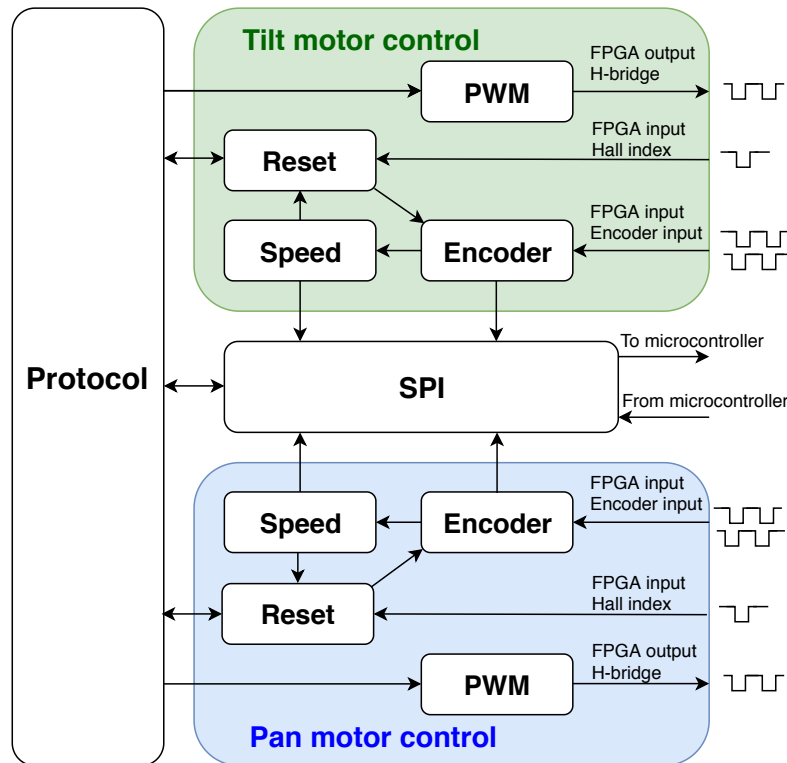 Tilt motor control
FPGA output
H-bridge
PWM
FPGA input
Hall index
Reset
FPGA input
Encoder input
Speed
Encoder
To microcontroller
Protocol
SPI
From microcontroller
FPGA input
Encoder input
Speed
Encoder
FPGA input
Hall index
Reset
FPGA output
H-bridge
PWM
Pan motor control